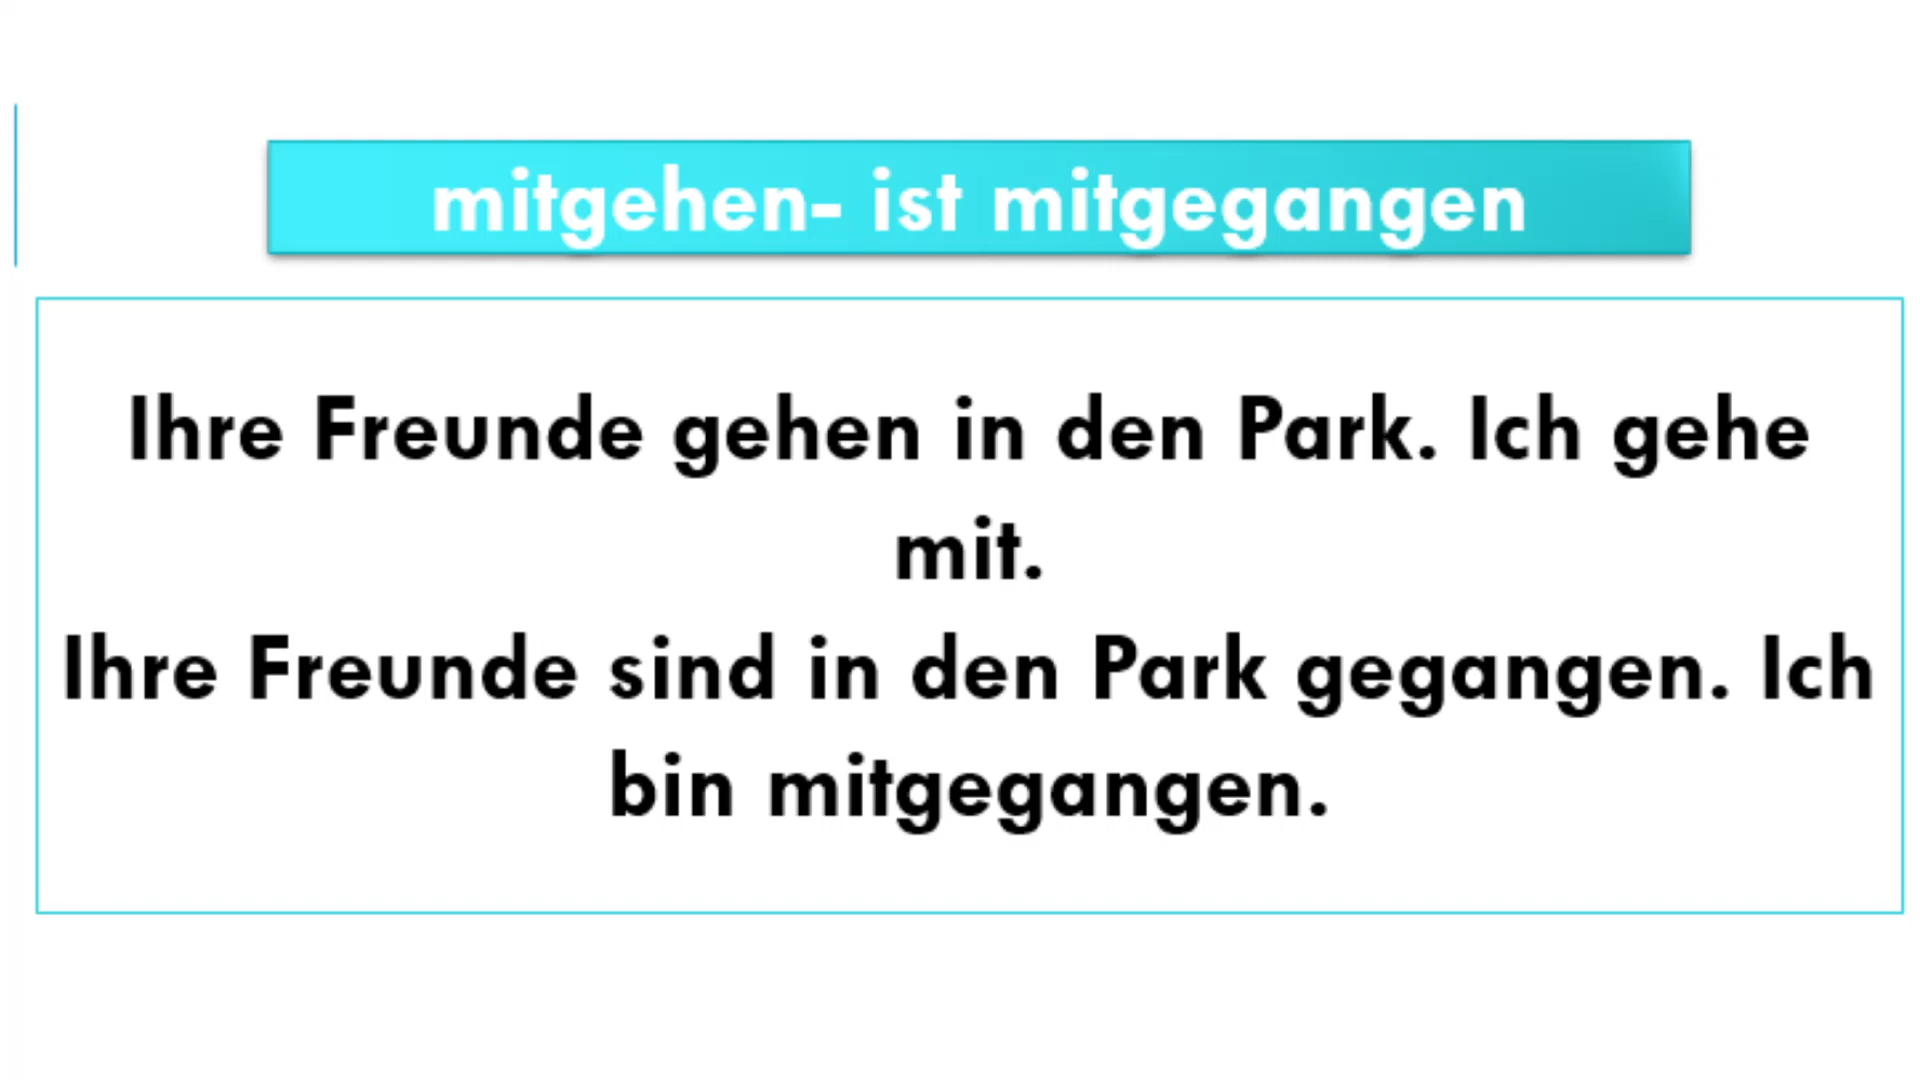 mitgehen- ist mitgegangen
Ihre Freunde gehen in den Park. Ich gehe
mit.
Ihre Freunde sind in den Park gegangen. Ich
bin mitgegangen.